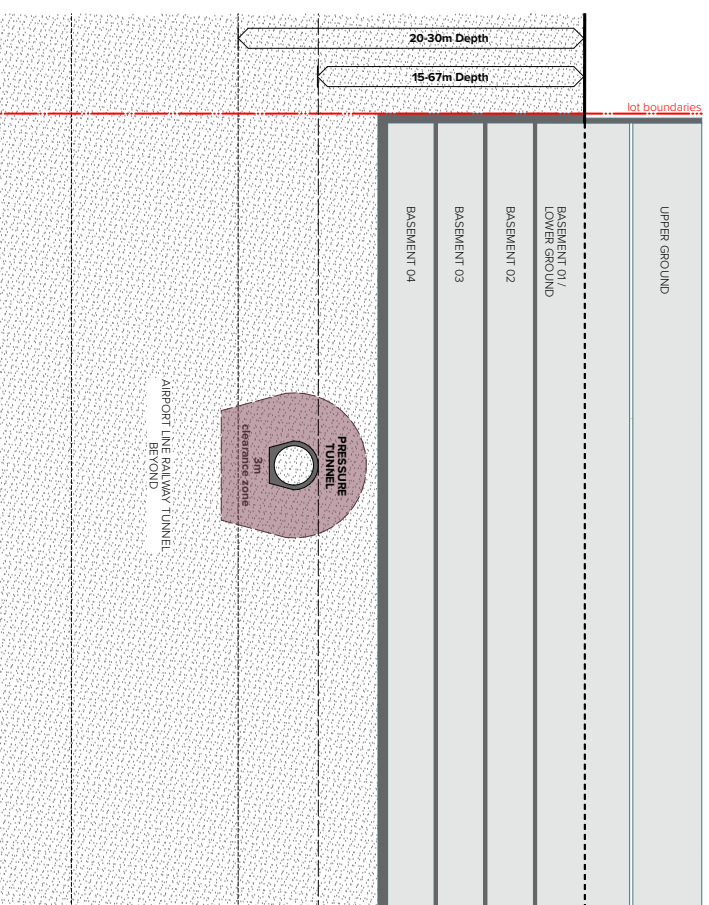 20-30m Depth
15-67m Depth
lot boundaries
UPPER GROUND
BASEMENT 01 /
LOWER GROUND
BASEMENT 02
BASEMENT 03
BASEMENT 04
PRESSURE
TUNNEL
3m
clearance zone
AIRPORT LINE RAILWAY TUNNEL
BEYOND